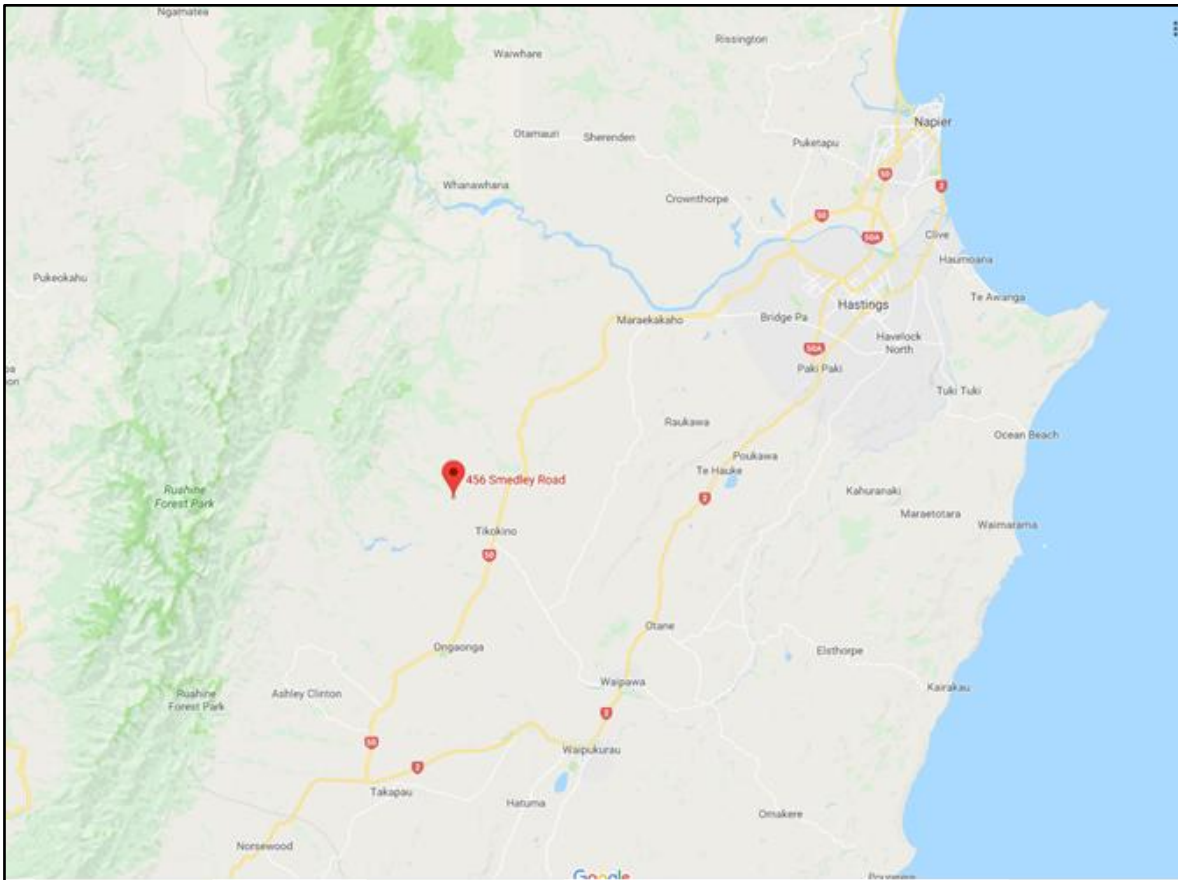 Ngamatea
Rissington
Waiwhare
Napier
Otamauri
Sherenden
Puketapu
50
2
Whanawhana
Crownthorpe
50
50A
Clive
Haumoana
Pukeokahu
Te Awanga
Hastings
Maraekakaho
Bridge Pa
Havelock
North
50A
Paki Paki
Tuki Tuki
Raukawa
Ocean Beach
Poukawa
Te Hauke
456 Smedley Road
Ruahine
Forest Park
2
Kahuranaki
Maraetotara
Waimarama
Tikokino
50
Otane
Ongaonga
Elsthorpe
Waipawa
Kairakau
Ruahine
Forest Park
Ashley Clinton
2
50
Waipukurau
2
Takapau
Hatuma
Omakere
Norsewood
Google